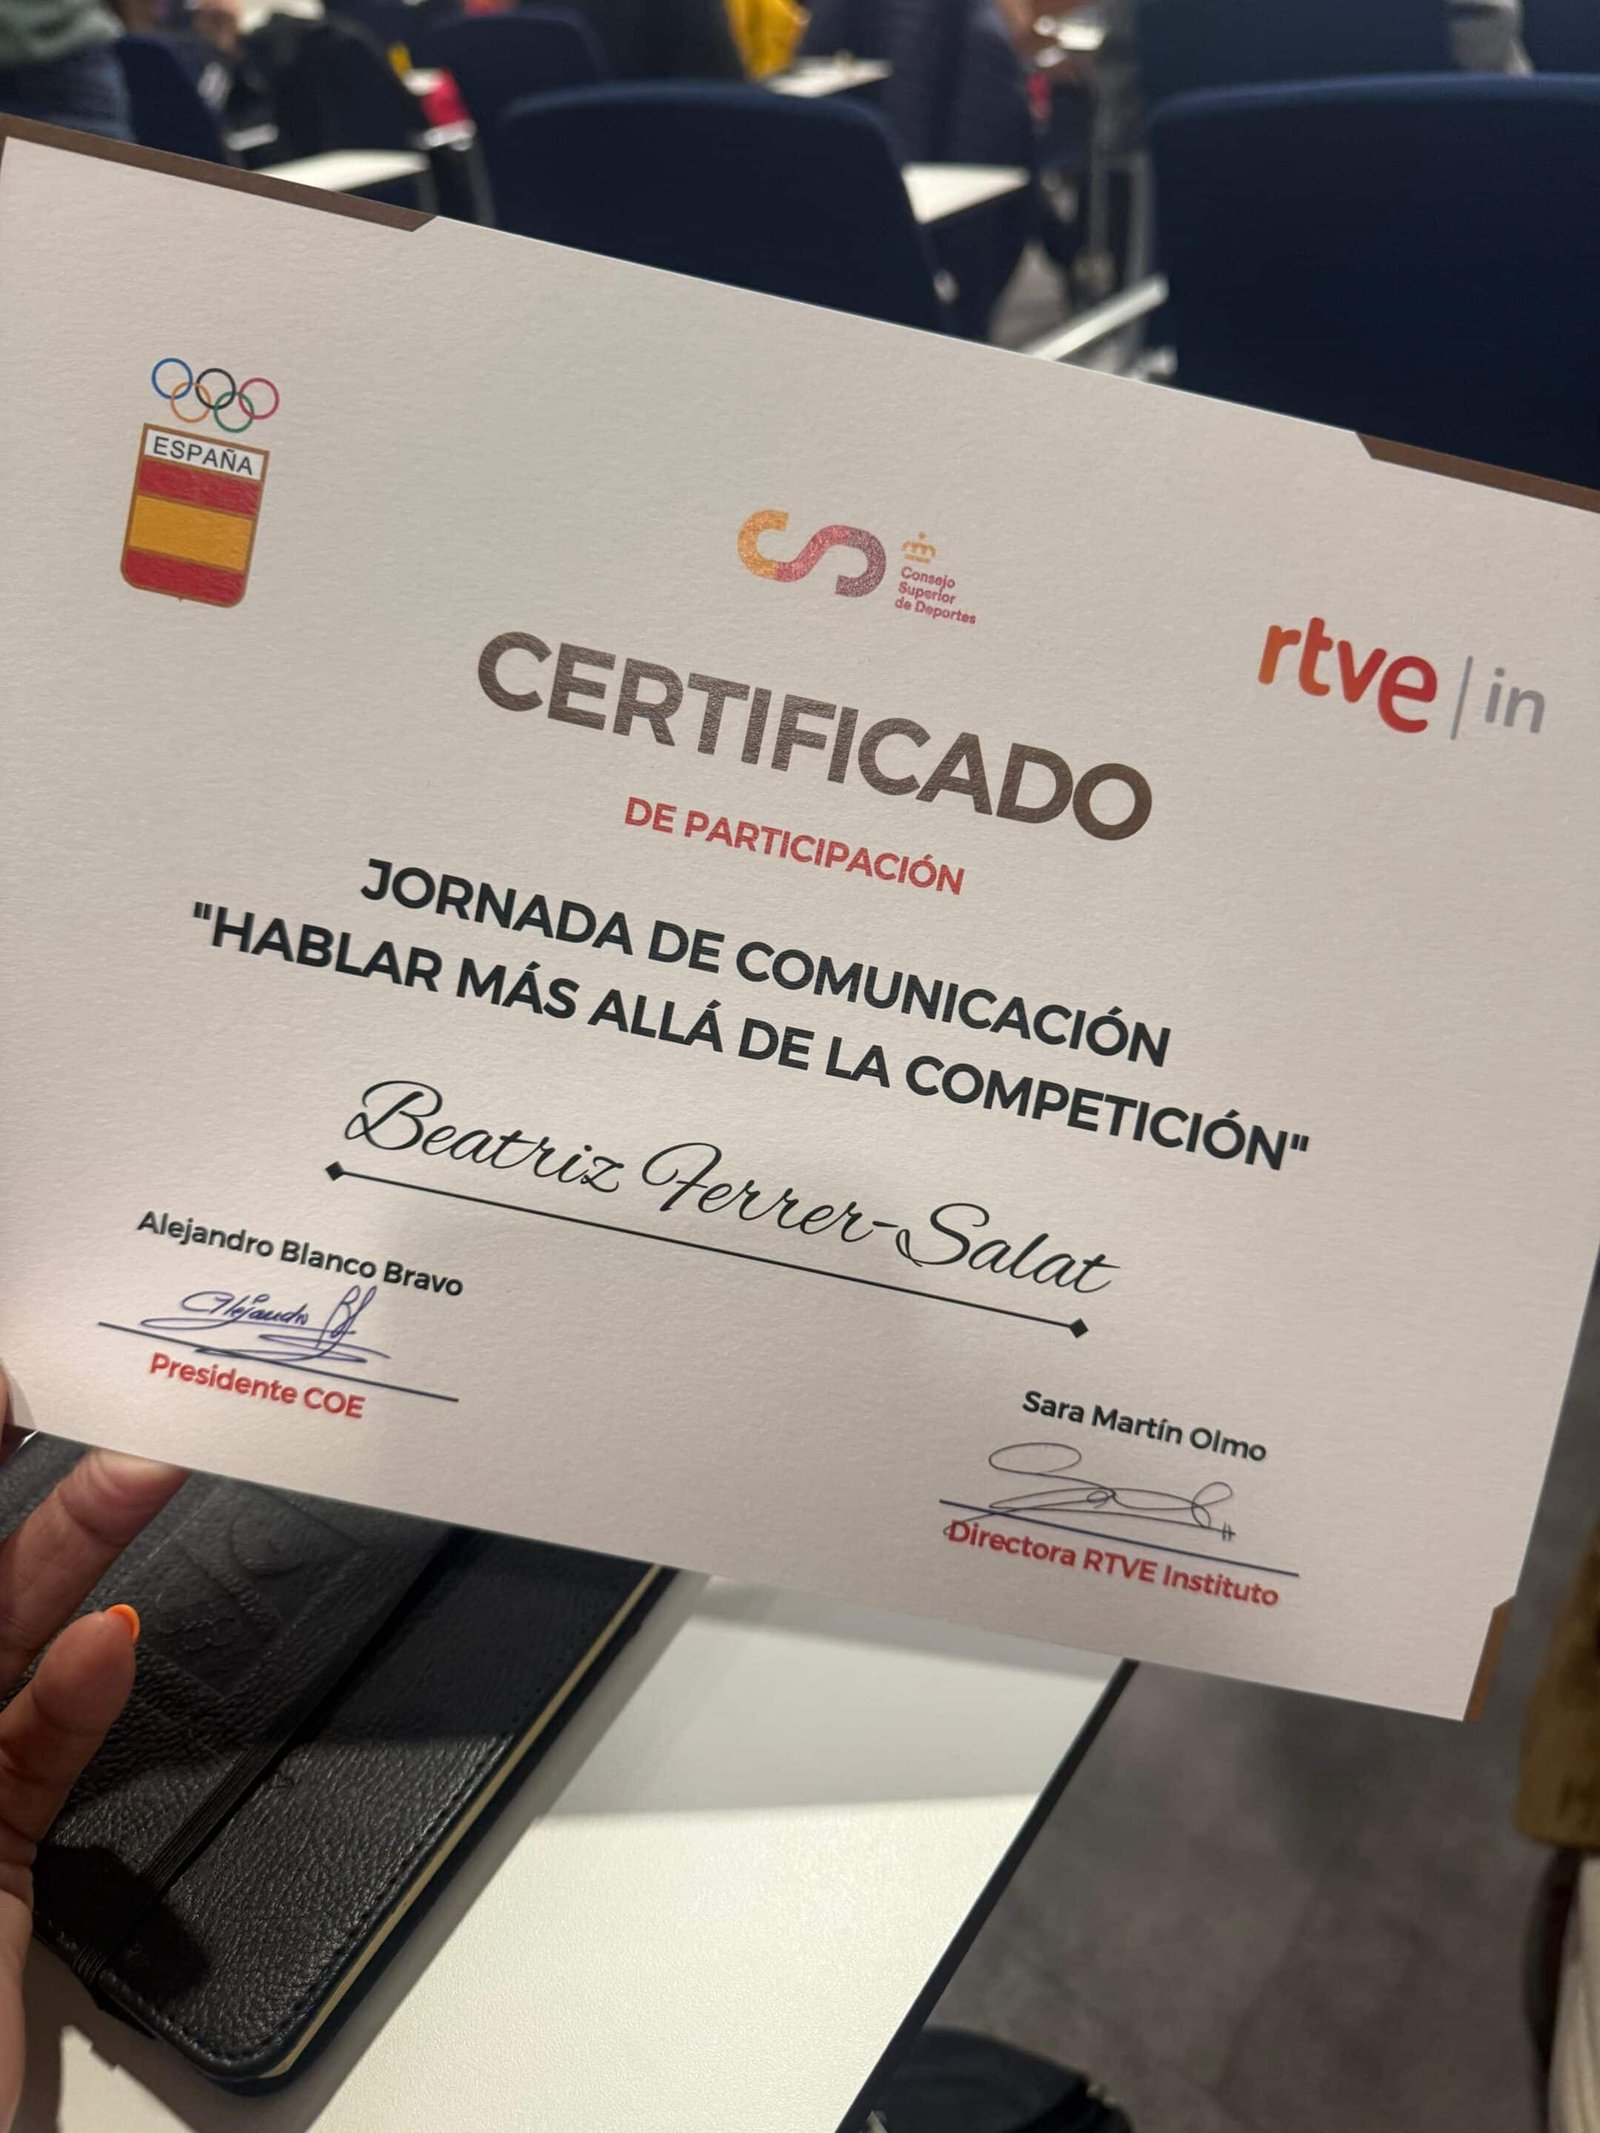 ESPAÑA
Consejo
Superior
de Deportes
rtve in
CERTIFICADO
DE PARTICIPACIÓN
JORNADA DE COMUNICACIÓN
"HABLAR MÁS ALLÁ DE LA COMPETICIÓN"
Beatriz Ferrer-Salat
Alejandro Blanco Bravo
Alejandro
Presidente COE
Sara Martín Olmo
Directora RTVE Instituto